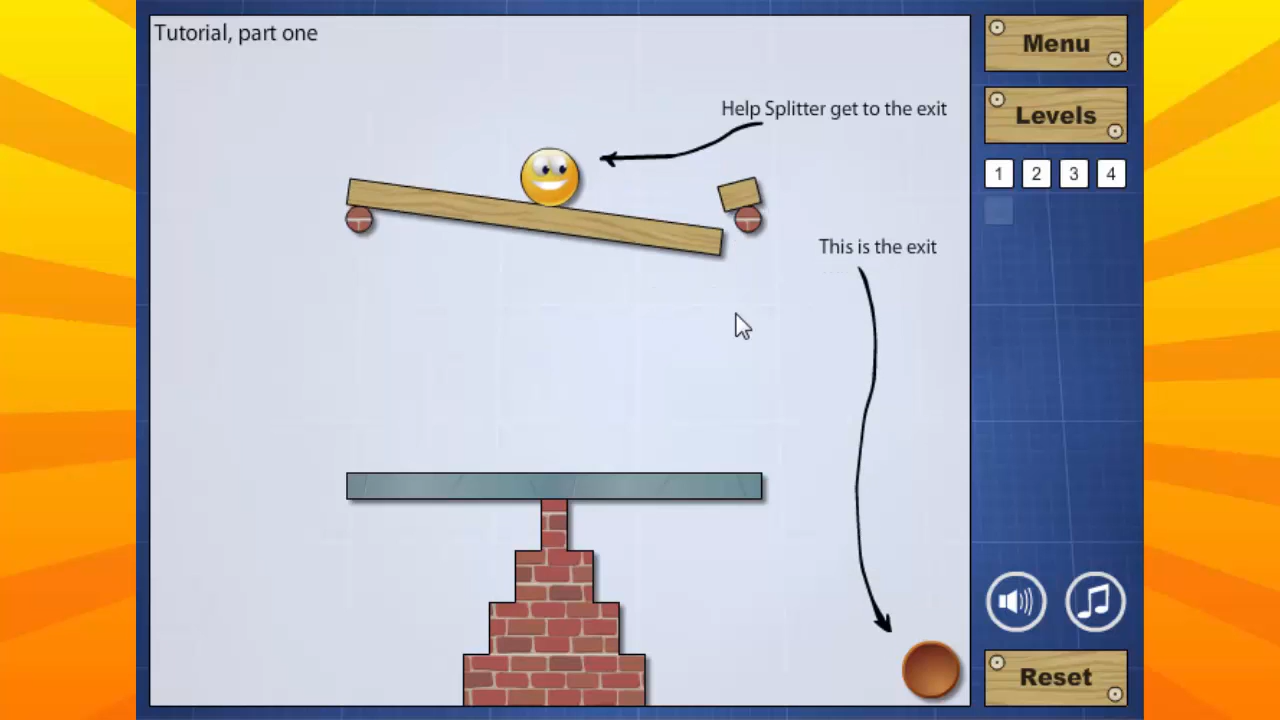 Tutorial, part one
Menu
Help Splitter get to the exit
Levels
1 2 3 4
This is the exit
Reset